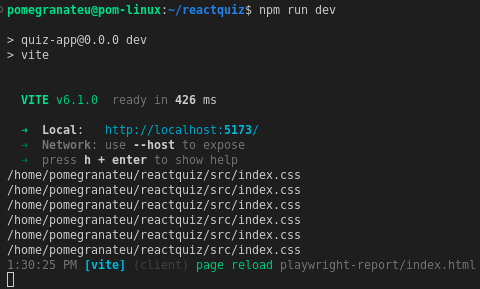 pomegranateu@pom-linux:~/reactquiz$ npm run dev
> quiz-app@0.0.0 dev
> vite
VITE v6.1.0 ready in 426 ms
➜ Local: http://localhost:5173/
➜ Network: use --host to expose
➜ press h + enter to show help
/home/pomegranateu/reactquiz/src/index.css
/home/pomegranateu/reactquiz/src/index.css
/home/pomegranateu/reactquiz/src/index.css
/home/pomegranateu/reactquiz/src/index.css
/home/pomegranateu/reactquiz/src/index.css
/home/pomegranateu/reactquiz/src/index.css
1:30:25 PM [vite] (client) page reload playwright-report/index.html